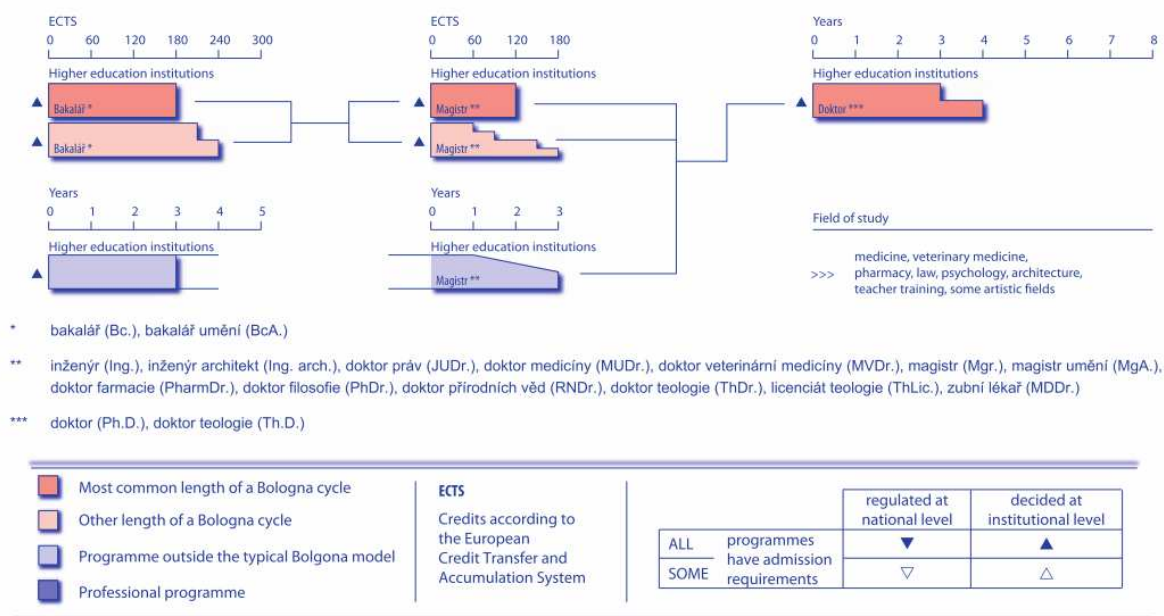 ECTS
0 60 120 180 240 300
Higher education institutions
Bakalář *
Bakalář *
ECTS
0 60 120 180
Higher education institutions
Magistr **
Magistr **
Years
0 1 2 3 4 5 6 7 8
Higher education institutions
Doktor ***
Years
0 1 2 3 4 5
Higher education institutions
Years
0 1 2 3
Higher education institutions
Magistr **
Field of study
>>> medicine, veterinary medicine,
pharmacy, law, psychology, architecture,
teacher training, some artistic fields
* bakalář (Bc.), bakalář umění (BcA.)
** inženýr (Ing.), inženýr architekt (Ing. arch.), doktor práv (JUDr.), doktor medicíny (MUDr.), doktor veterinární medicíny (MVDr.), magistr (Mgr.), magistr umění (MgA.),
doktor farmacie (PharmDr.), doktor filosofie (PhDr.), doktor přírodních věd (RNDr.), doktor teologie (ThDr.), licenciát teologie (ThLic.), zubní lékař (MDDr.)
*** doktor (Ph.D.), doktor teologie (Th.D.)
Most common length of a Bologna cycle
Other length of a Bologna cycle
Programme outside the typical Bolgona model
Professional programme
ECTS
Credits according to
the European
Credit Transfer and
Accumulation System
regulated at
national level
decided at
institutional level
ALL
SOME
programmes
have admission
requirements
▼ ▲
▽ △